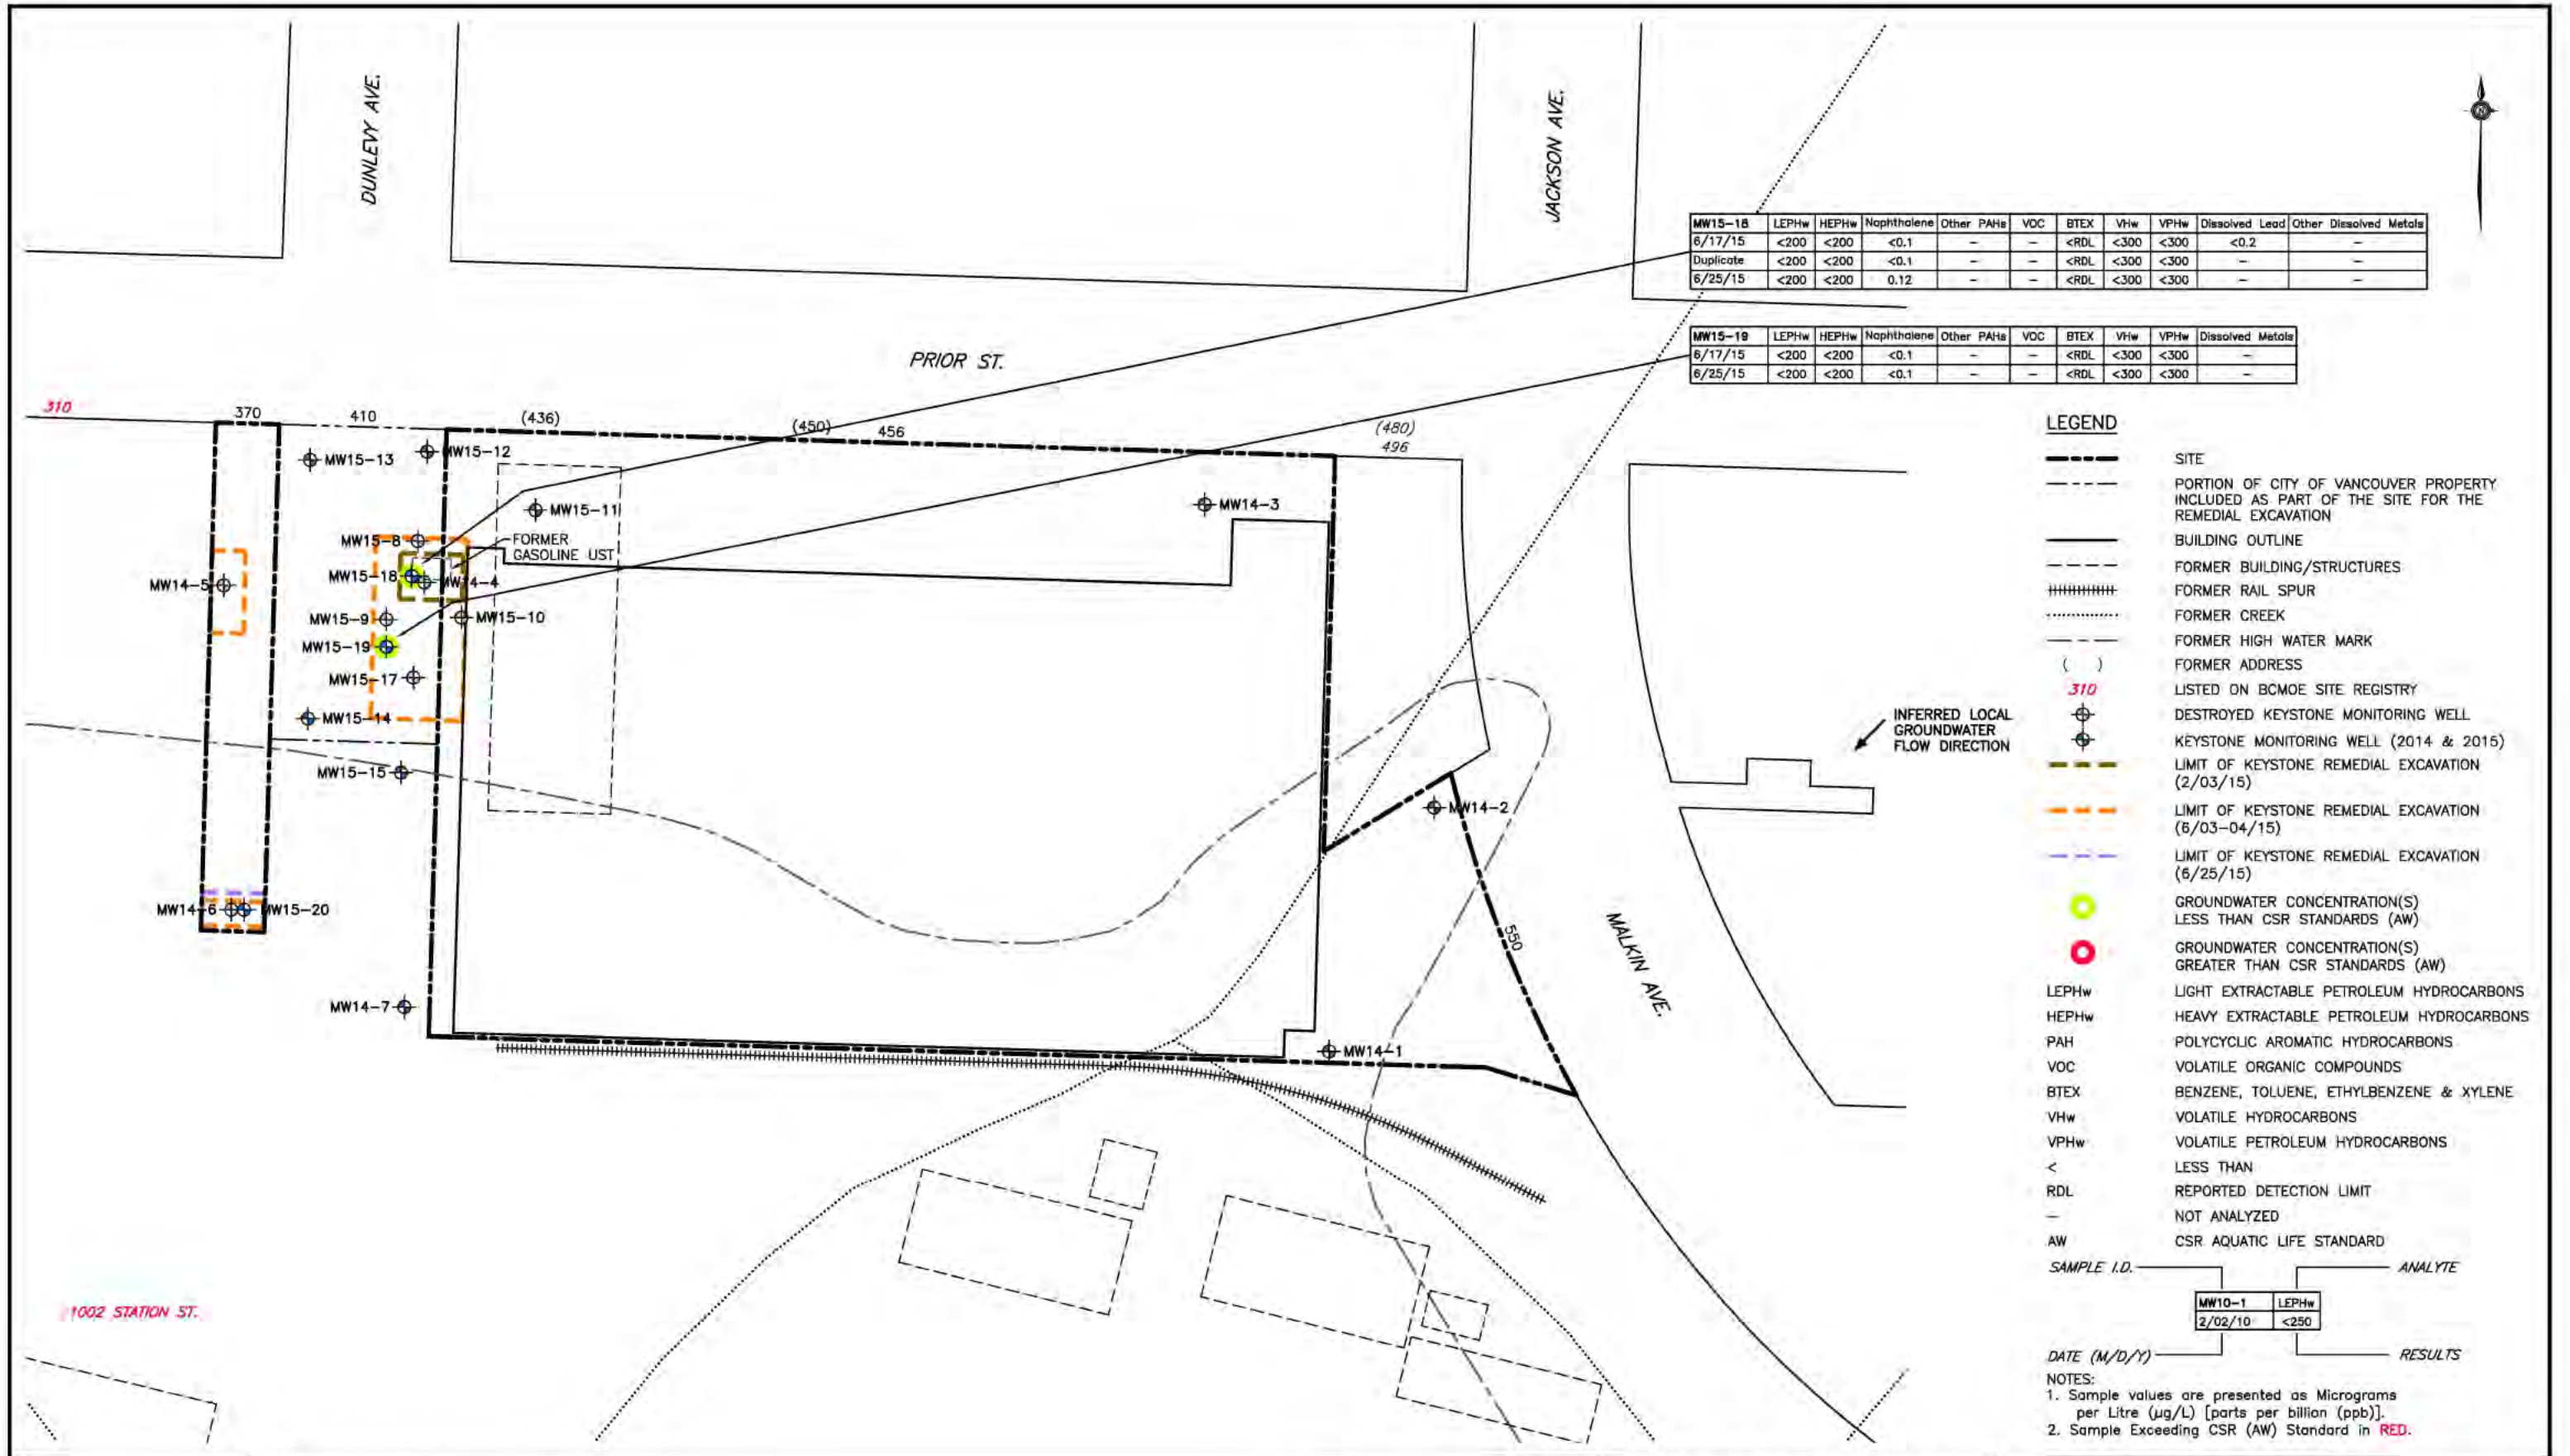 DUNLEVY AVE.
JACKSON AVE.
N
MW15-18 LEPHw HEPHw Naphthalene Other PAHs VOC BTEX VHw VPHw Dissolved Lead Other Dissolved Metals
6/17/15 <200 <200 <0.1 - - <RDL <300 <300 <0.2 -
Duplicate <200 <200 <0.1 - - <RDL <300 <300 - -
6/25/15 <200 <200 0.12 - - <RDL <300 <300 - -
MW15-19 LEPHw HEPHw Naphthalene Other PAHs VOC BTEX VHw VPHw Dissolved Metals
6/17/15 <200 <200 <0.1 - - <RDL <300 <300 -
6/25/15 <200 <200 <0.1 - - <RDL <300 <300 -
PRIOR ST.
310
370
410
(436)
(450)
456
(480)
496
MW15-13
MW15-12
MW15-11
MW14-3
MW15-8
FORMER
GASOLINE UST
MW14-5
MW15-18
MW14-4
MW15-9
MW15-10
MW15-19
MW15-17
MW15-14
MW15-15
MW14-2
MW14-6
MW15-20
MW14-7
MW14-1
550
MALKIN AVE.
INFERRED LOCAL
GROUNDWATER
FLOW DIRECTION
1002 STATION ST.
LEGEND
SITE
PORTION OF CITY OF VANCOUVER PROPERTY
INCLUDED AS PART OF THE SITE FOR THE
REMEDIAL EXCAVATION
BUILDING OUTLINE
FORMER BUILDING/STRUCTURES
FORMER RAIL SPUR
FORMER CREEK
FORMER HIGH WATER MARK
( ) FORMER ADDRESS
310 LISTED ON BCMOE SITE REGISTRY
DESTROYED KEYSTONE MONITORING WELL
KEYSTONE MONITORING WELL (2014 & 2015)
LIMIT OF KEYSTONE REMEDIAL EXCAVATION
(2/03/15)
LIMIT OF KEYSTONE REMEDIAL EXCAVATION
(6/03-04/15)
LIMIT OF KEYSTONE REMEDIAL EXCAVATION
(6/25/15)
GROUNDWATER CONCENTRATION(S)
LESS THAN CSR STANDARDS (AW)
GROUNDWATER CONCENTRATION(S)
GREATER THAN CSR STANDARDS (AW)
LEPHw LIGHT EXTRACTABLE PETROLEUM HYDROCARBONS
HEPHw HEAVY EXTRACTABLE PETROLEUM HYDROCARBONS
PAH POLYCYCLIC AROMATIC HYDROCARBONS
VOC VOLATILE ORGANIC COMPOUNDS
BTEX BENZENE, TOLUENE, ETHYLBENZENE & XYLENE
VHw VOLATILE HYDROCARBONS
VPHw VOLATILE PETROLEUM HYDROCARBONS
< LESS THAN
RDL REPORTED DETECTION LIMIT
- NOT ANALYZED
AW CSR AQUATIC LIFE STANDARD
SAMPLE I.D. ANALYTE
MW10-1 LEPHw
2/02/10 <250
DATE (M/D/Y) RESULTS
NOTES:
1. Sample values are presented as Micrograms
per Litre (µg/L) [parts per billion (ppb)].
2. Sample Exceeding CSR (AW) Standard in RED.